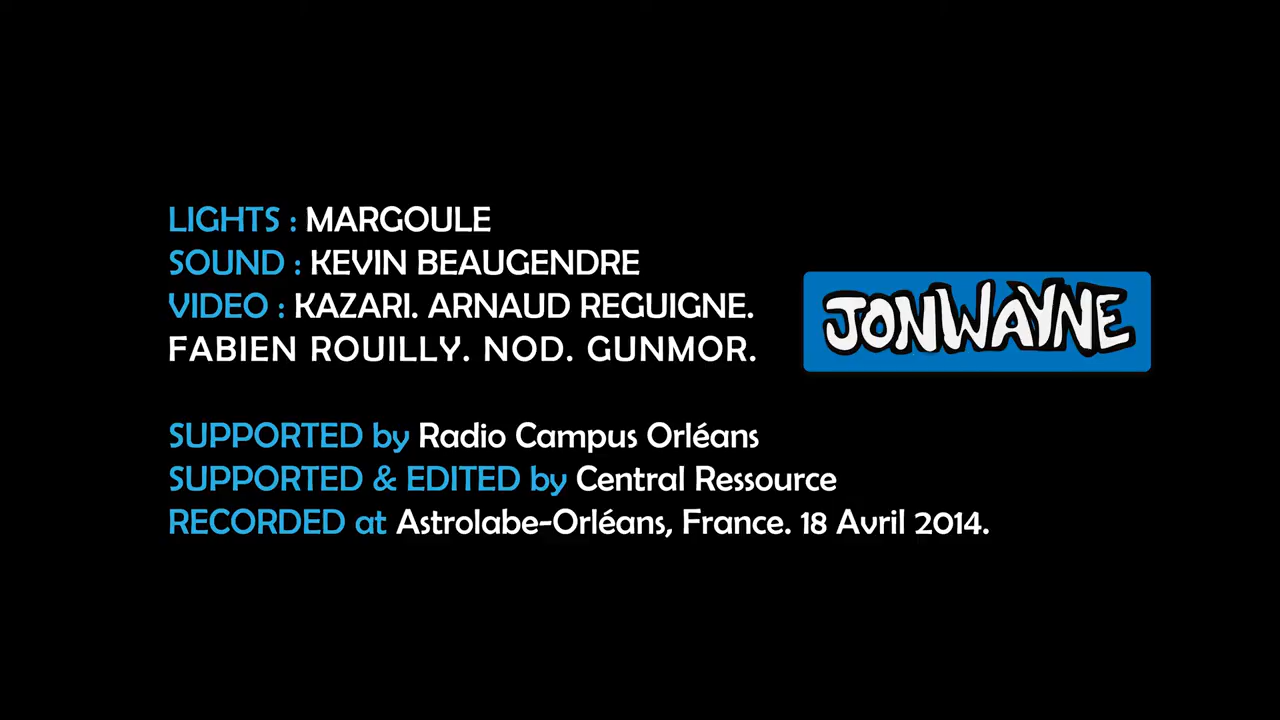 LIGHTS : MARGOULE
SOUND : KEVIN BEAUGENDRE
VIDEO : KAZARI. ARNAUD REGUIGNE.
FABIEN ROUILLY. NOD. GUNMOR.
JONWAYNE
SUPPORTED by Radio Campus Orléans
SUPPORTED & EDITED by Central Ressource
RECORDED at Astrolabe-Orléans, France. 18 Avril 2014.